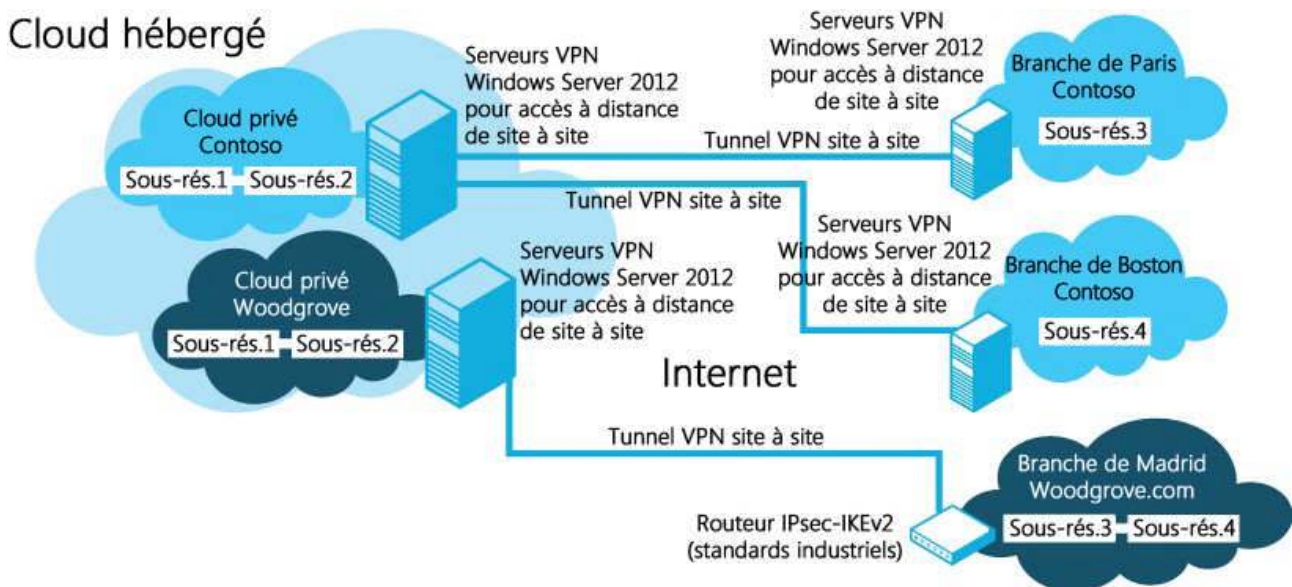 Cloud hébergé
Serveurs VPN
Windows Server 2012
pour accès à distance
de site à site
Serveurs VPN
Windows Server 2012
pour accès à distance
de site à site
Branche de Paris
Contoso
Sous-rés.3
Cloud privé
Contoso
Sous-rés.1
Sous-rés.2
Tunnel VPN site à site
Tunnel VPN site à site
Serveurs VPN
Windows Server 2012
pour accès à distance
de site à site
Branche de Boston
Contoso
Sous-rés.4
Cloud privé
Woodgrove
Sous-rés.1
Sous-rés.2
Serveurs VPN
Windows Server 2012
pour accès à distance
de site à site
Internet
Tunnel VPN site à site
Routeur IPsec-IKEv2
(standards industriels)
Branche de Madrid
Woodgrove.com
Sous-rés.3
Sous-rés.4